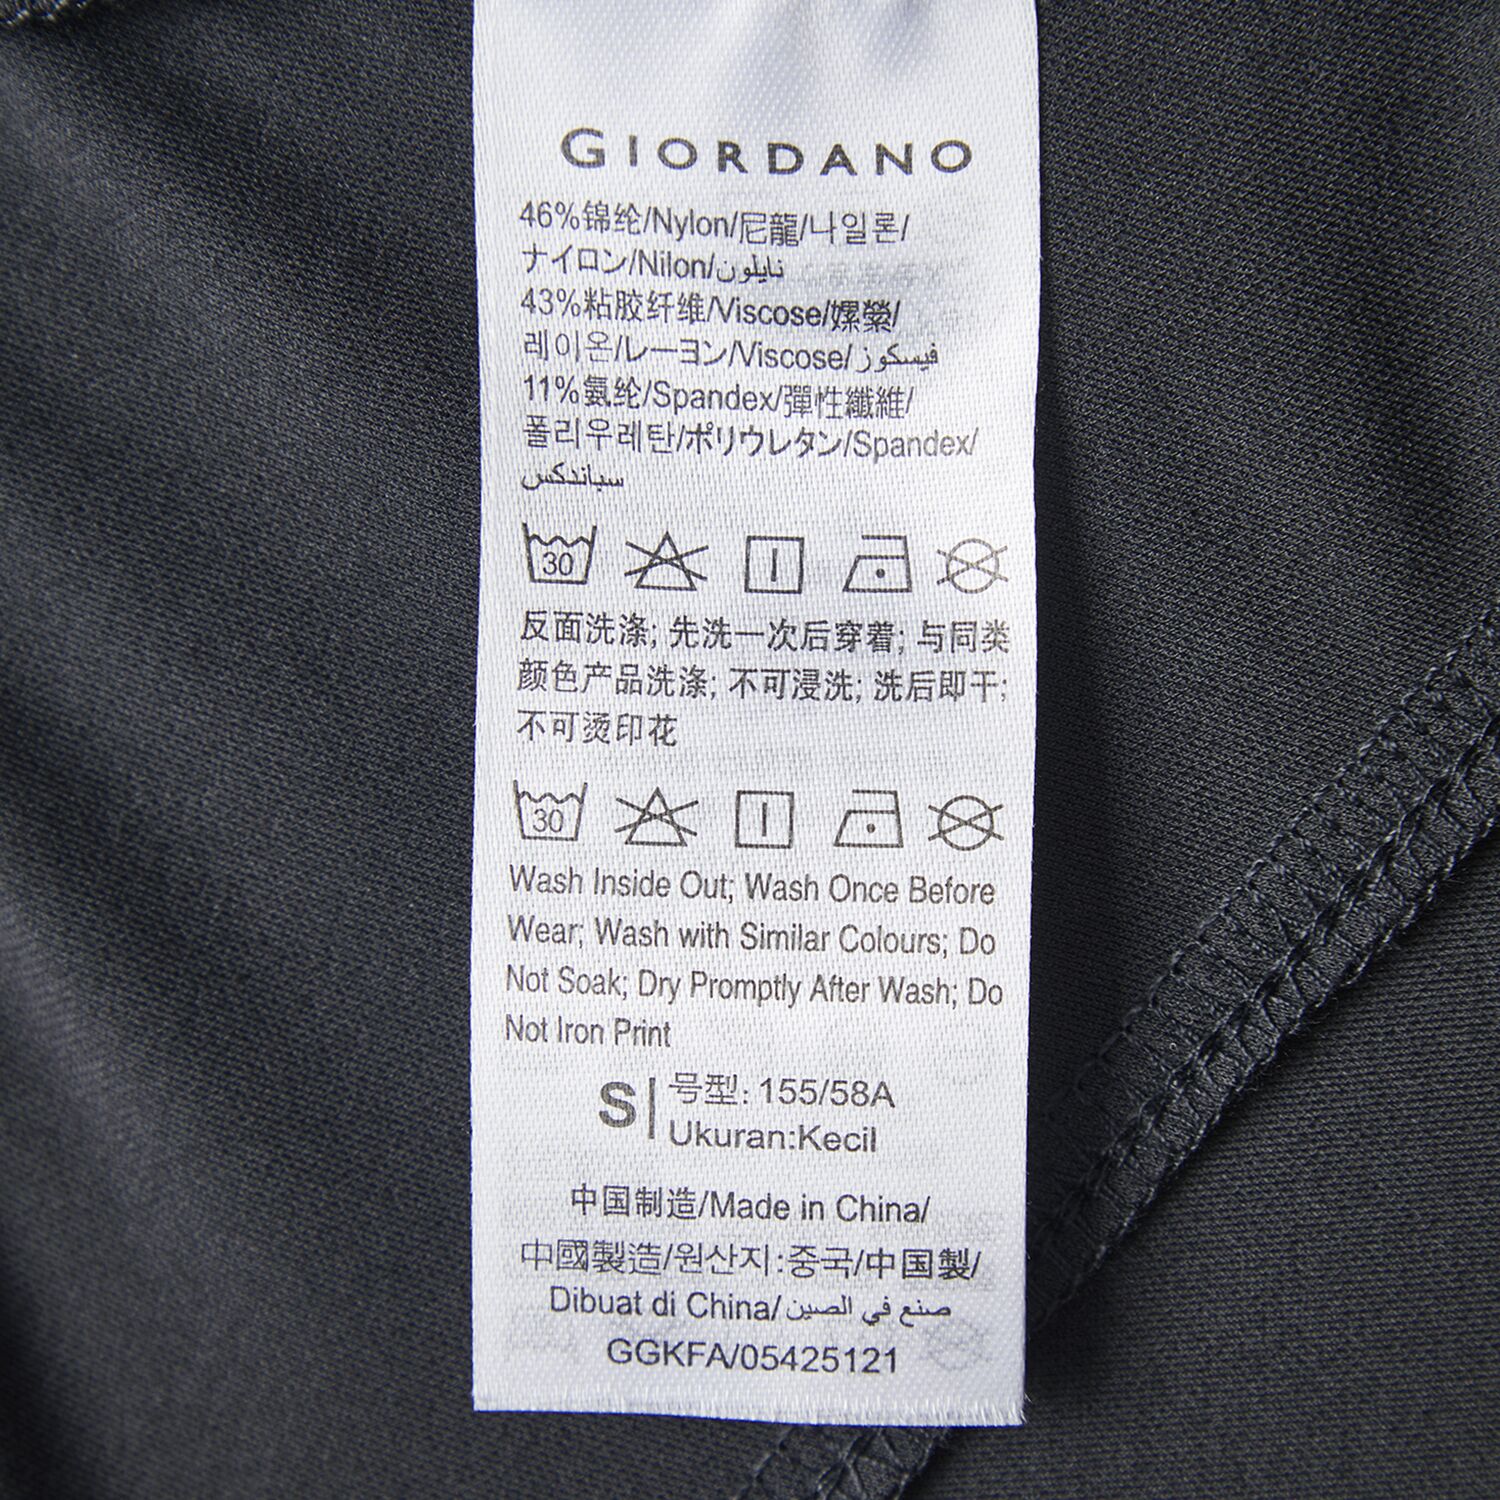 GIORDANO
46%锦纶/Nylon/尼龍/나일론/
ナイロン/Nilon/نايلون
43%粘胶纤维/Viscose/嫘縈/
레이온/レーヨン/Viscose/فيسكوز
11%氨纶/Spandex/彈性纖維/
폴리우레탄/ポリウレタン/Spandex/
سباندكس
30
反面洗涤; 先洗一次后穿着; 与同类
颜色产品洗涤; 不可浸洗; 洗后即干;
不可烫印花
30
Wash Inside Out; Wash Once Before
Wear; Wash with Similar Colours; Do
Not Soak; Dry Promptly After Wash; Do
Not Iron Print
S 号型: 155/58A
Ukuran:Kecil
中国制造/Made in China/
中國製造/원산지:중국/中国製/
Dibuat di China/صنع في الصين
GGKFA/05425121